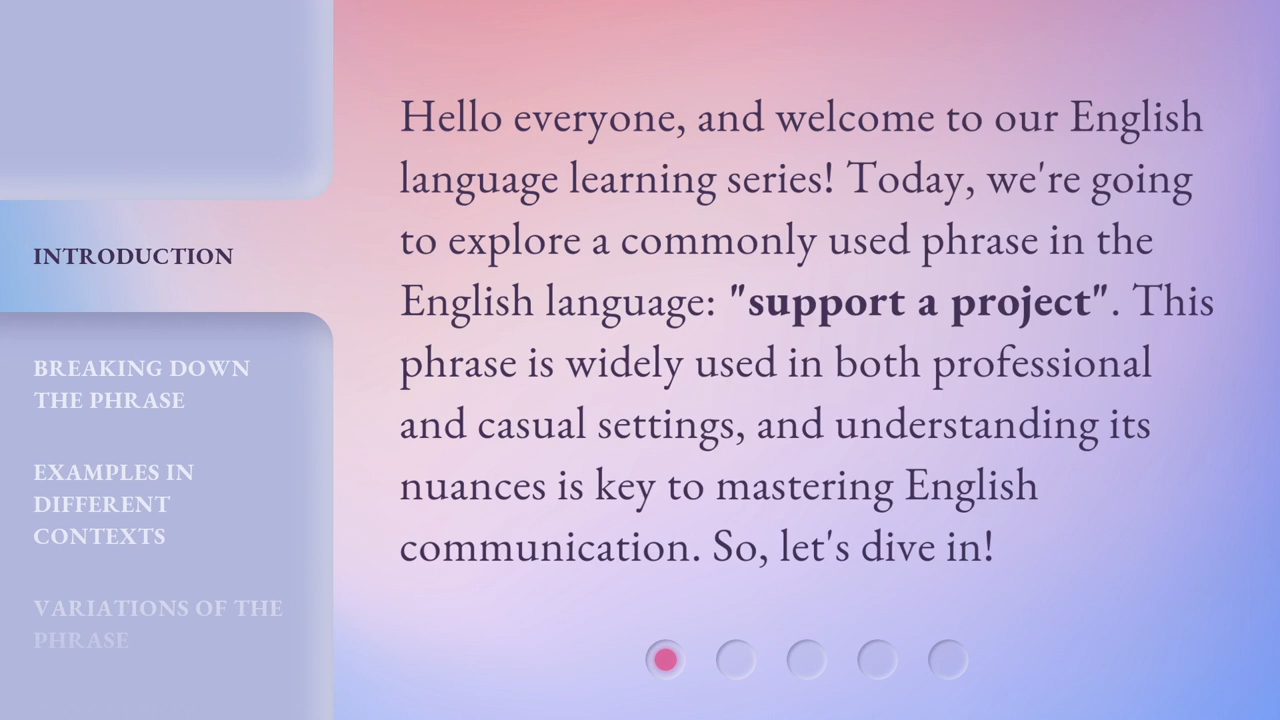 INTRODUCTION
BREAKING DOWN
THE PHRASE
EXAMPLES IN
DIFFERENT
CONTEXTS
VARIATIONS OF THE
PHRASE
Hello everyone, and welcome to our English
language learning series! Today, we're going
to explore a commonly used phrase in the
English language: "support a project". This
phrase is widely used in both professional
and casual settings, and understanding its
nuances is key to mastering English
communication. So, let's dive in!